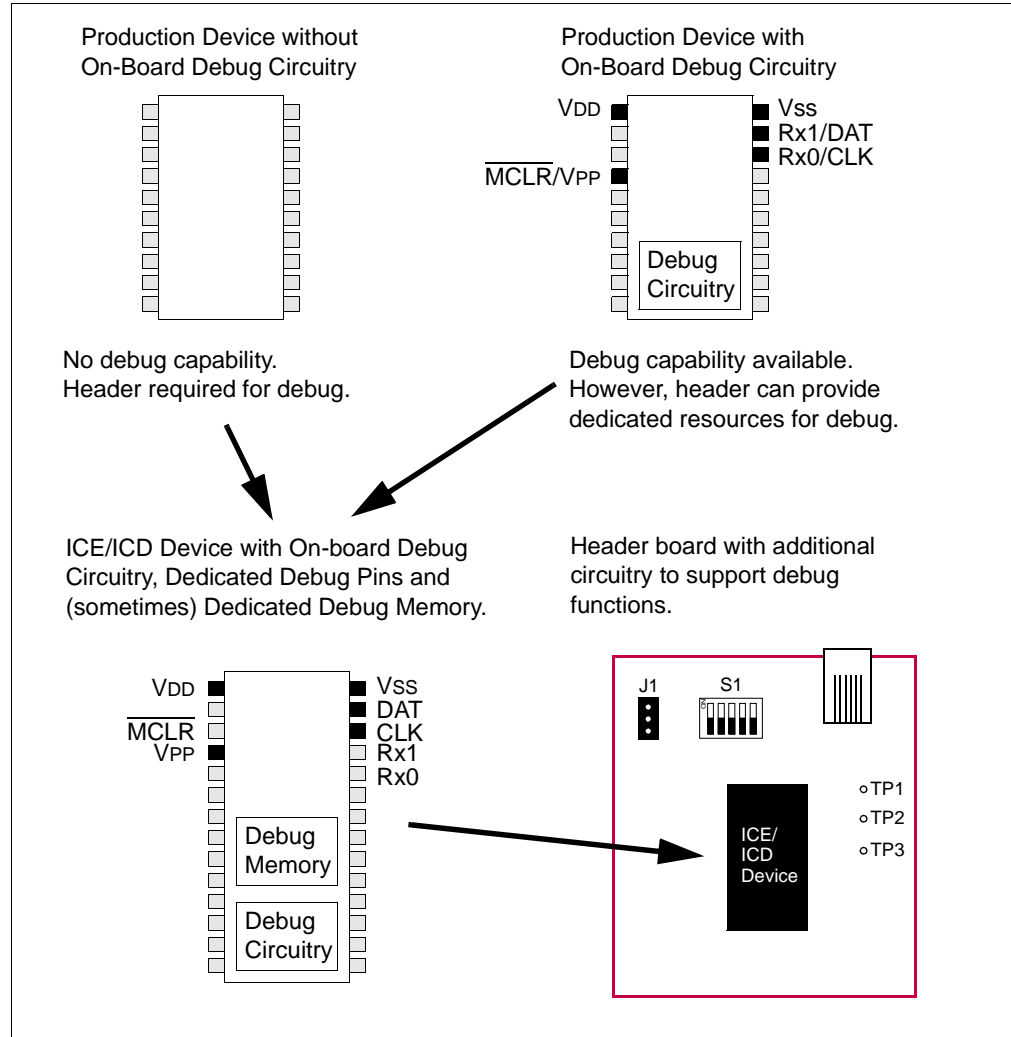 Production Device without
On-Board Debug Circuitry
Production Device with
On-Board Debug Circuitry
VDD
MCLR/VPP
Vss
Rx1/DAT
Rx0/CLK
Debug
Circuitry
No debug capability.
Header required for debug.
Debug capability available.
However, header can provide
dedicated resources for debug.
ICE/ICD Device with On-board Debug
Circuitry, Dedicated Debug Pins and
(sometimes) Dedicated Debug Memory.
Header board with additional
circuitry to support debug
functions.
VDD
MCLR
VPP
VSS
DAT
CLK
Rx1
Rx0
Debug
Memory
Debug
Circuitry
J1
S1
ON
TP1
TP2
TP3
ICE/
ICD
Device